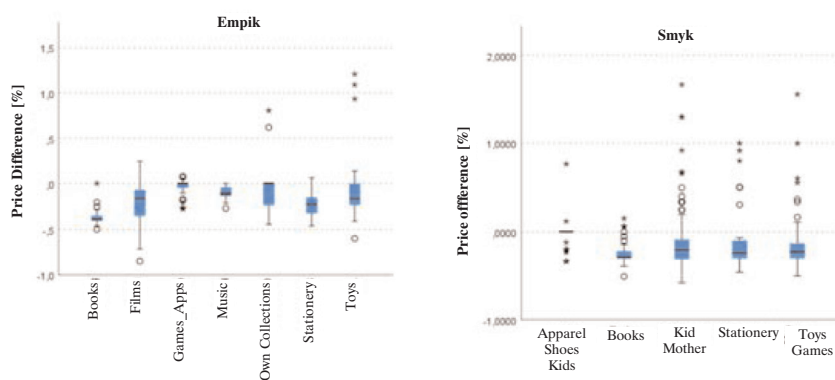 Empik
Price Difference [%]
1,5
1,0
,5
,0
-,5
-1,0
Books
Films
Games_Apps
Music
Own Collections
Stationery
Toys
Smyk
Price ofference [%]
2,0000
1,0000
,0000
-1,0000
Apparel
Shoes
Kids
Books
Kid
Mother
Stationery
Toys
Games